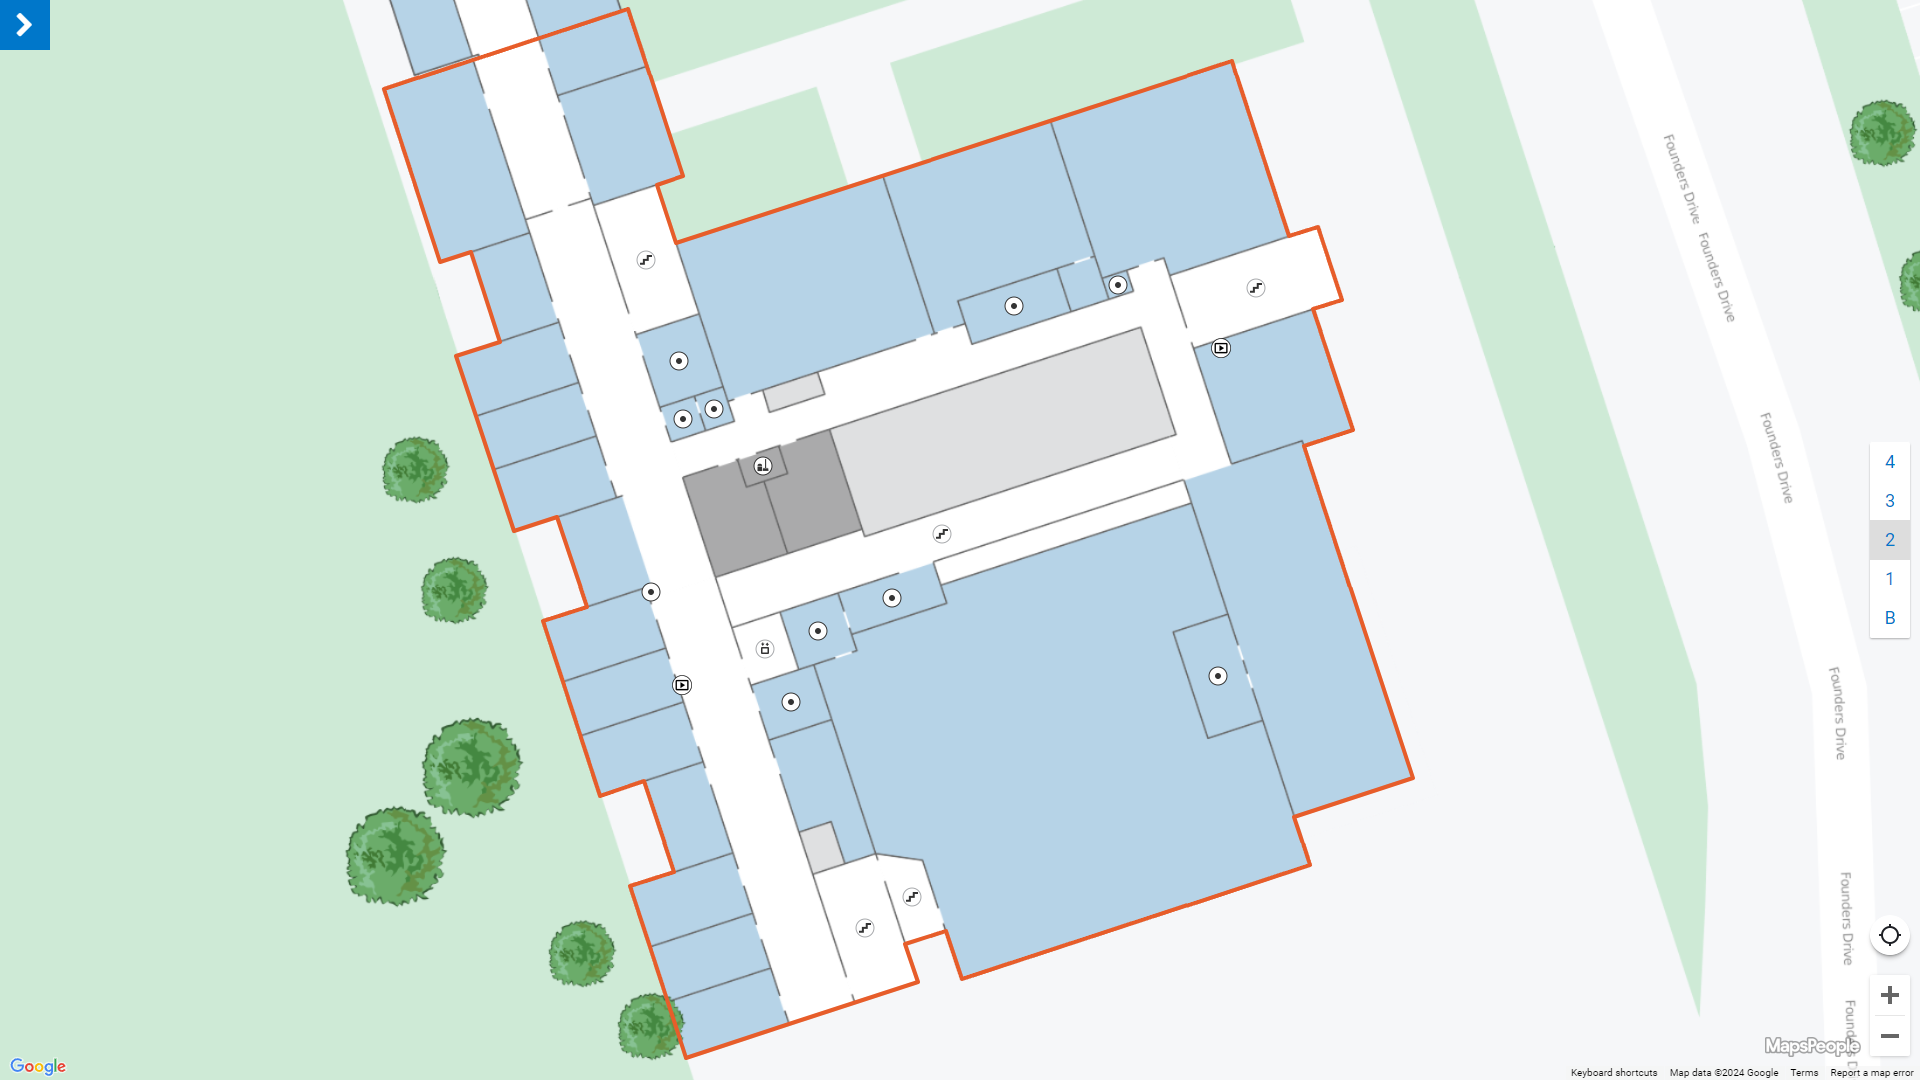 Founders Drive
Founders Drive
Founders Drive
Founders Drive
Founders Drive
4
3
2
1
B
MapsPeople
Google
Keyboard shortcuts
Map data ©2024 Google
Terms
Report a map error